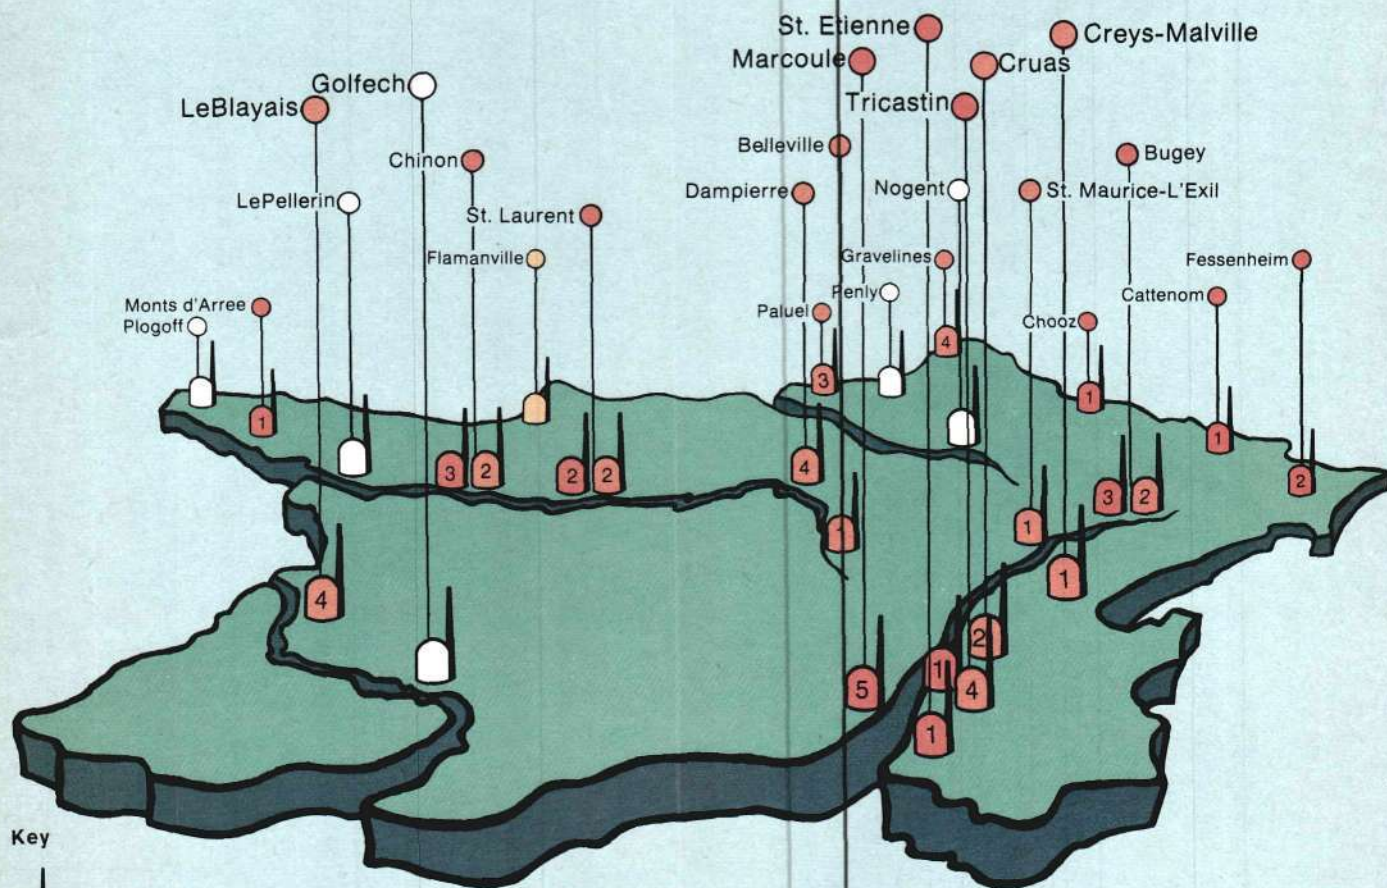 St. Etienne
Creys-Malville
Marcoule
Cruas
Golfech
LeBlayais
Tricastin
Belleville
Chinon
Bugey
Dampierre
Nogent
St. Maurice-L'Exil
LePellerin
St. Laurent
Flamanville
Gravelines
Fessenheim
Penly
Cattenom
Monts d'Arree
Plogoff
Paluel
Chooz
4
3
1
1
1
4
3
2
2
2
2
3
2
1
1
1
4
2
1
5
4
1
Key